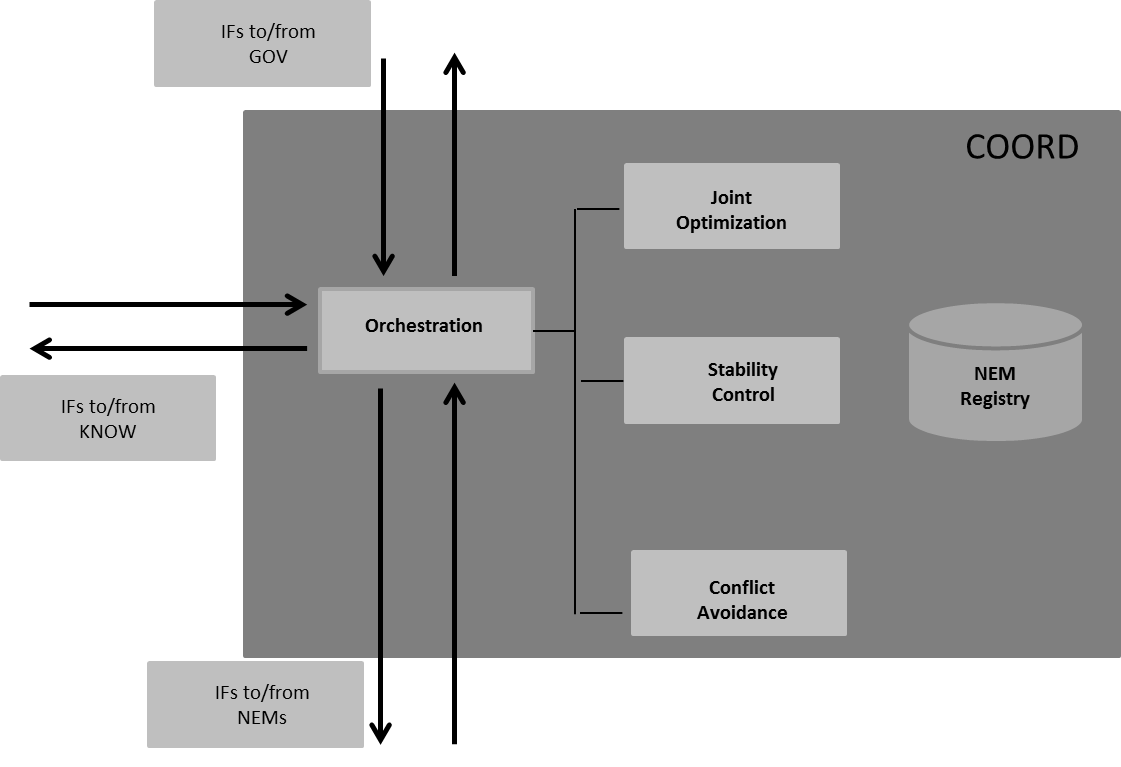 IFs to/from
GOV
COORD
Joint
Optimization
Orchestration
Stability
Control
NEM
Registry
IFs to/from
KNOW
Conflict
Avoidance
IFs to/from
NEMs